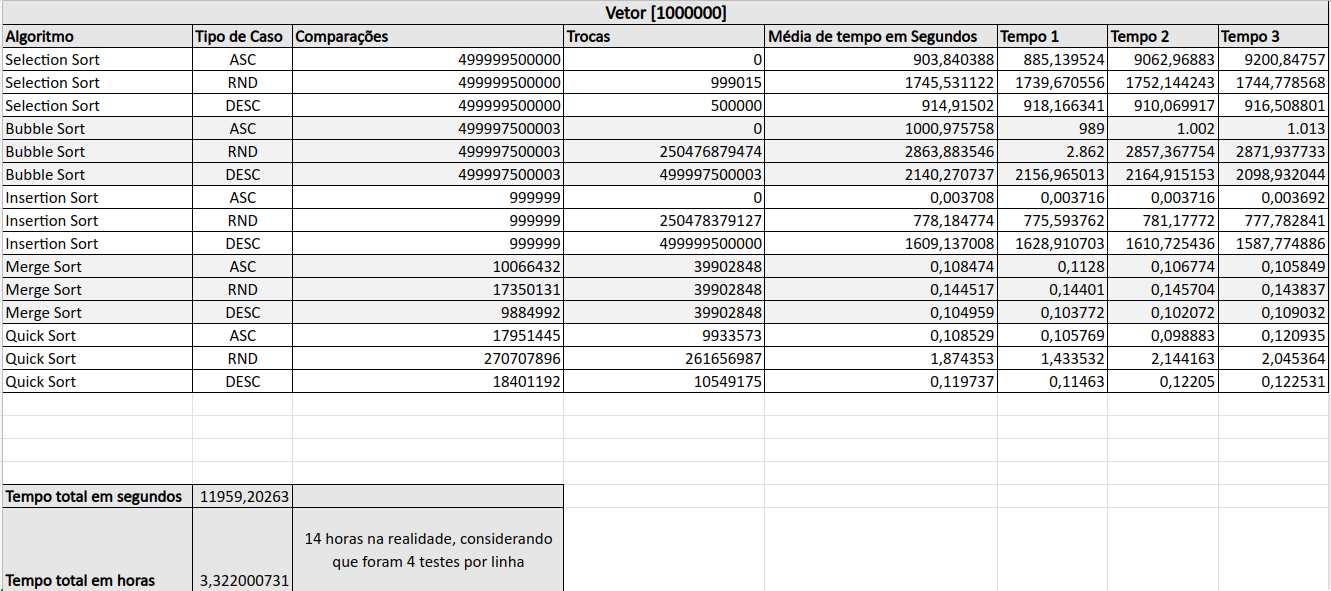 Vetor [1000000]
Algoritmo Tipo de Caso Comparações Trocas Média de tempo em Segundos Tempo 1 Tempo 2 Tempo 3
Selection Sort ASC 499999500000 0 903,840388 885,139524 9062,96883 9200,84757
Selection Sort RND 499999500000 999015 1745,531122 1739,670556 1752,144243 1744,778568
Selection Sort DESC 499999500000 500000 914,91502 918,166341 910,069917 916,508801
Bubble Sort ASC 499997500003 0 1000,975758 989 1.002 1.013
Bubble Sort RND 499997500003 250476879474 2863,883546 2.862 2857,367754 2871,937733
Bubble Sort DESC 499997500003 499997500003 2140,270737 2156,965013 2164,915153 2098,932044
Insertion Sort ASC 999999 0 0,003708 0,003716 0,003716 0,003692
Insertion Sort RND 999999 250478379127 778,184774 775,593762 781,17772 777,782841
Insertion Sort DESC 999999 499999500000 1609,137008 1628,910703 1610,725436 1587,774886
Merge Sort ASC 10066432 39902848 0,108474 0,1128 0,106774 0,105849
Merge Sort RND 17350131 39902848 0,144517 0,14401 0,145704 0,143837
Merge Sort DESC 9884992 39902848 0,104959 0,103772 0,102072 0,109032
Quick Sort ASC 17951445 9933573 0,108529 0,105769 0,098883 0,120935
Quick Sort RND 270707896 261656987 1,874353 1,433532 2,144163 2,045364
Quick Sort DESC 18401192 10549175 0,119737 0,11463 0,12205 0,122531
Tempo total em segundos 11959,20263
14 horas na realidade, considerando
que foram 4 testes por linha
Tempo total em horas 3,322000731